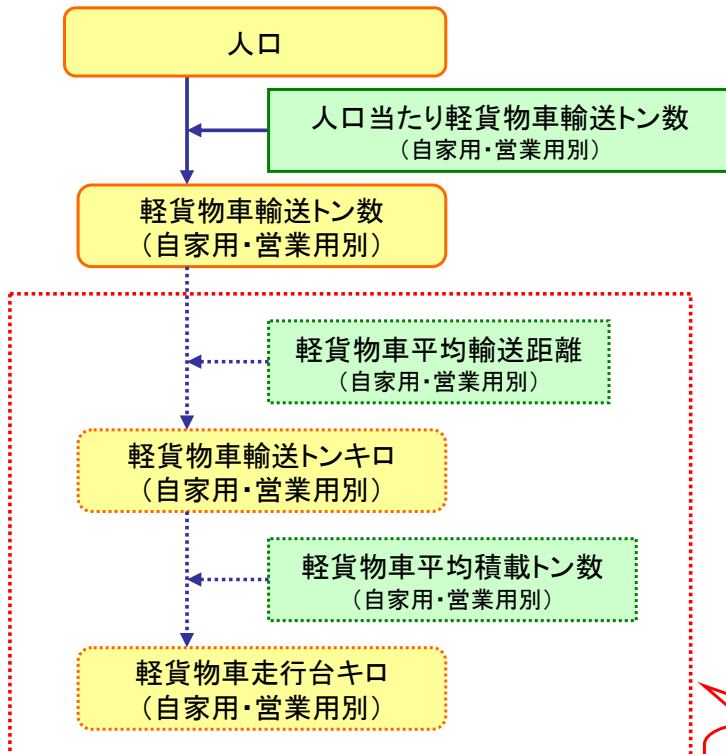 人口
人口当たり軽貨物車輸送トン数
（自家用・営業用別）
軽貨物車輸送トン数
（自家用・営業用別）
軽貨物車平均輸送距離
（自家用・営業用別）
軽貨物車輸送トンキロ
（自家用・営業用別）
軽貨物車平均積載トン数
（自家用・営業用別）
軽貨物車走行台キロ
（自家用・営業用別）